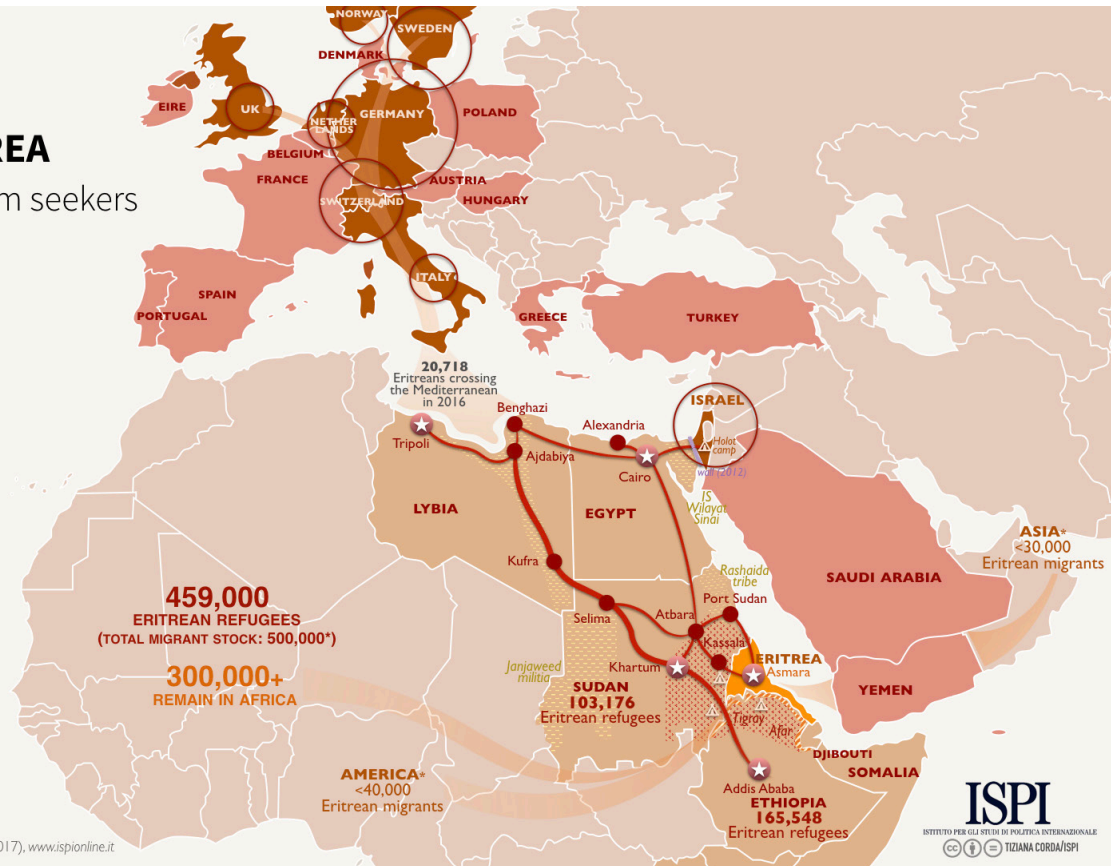 NORWAY
SWEDEN
DENMARK
EIRE
UK
NETHER
LANDS
GERMANY
POLAND
REA
m seekers
BELGIUM
FRANCE
AUSTRIA
SWITZERLAND
HUNGARY
ITALY
SPAIN
PORTUGAL
GREECE
TURKEY
20,718
Eritreans crossing
the Mediterranean
in 2016
ISRAEL
Holot
camp
wall (2012)
Benghazi
Alexandria
Tripoli
Ajdabiya
Cairo
IS
Wilayat
Sinai
LYBIA
EGYPT
ASIA*
<30,000
Eritrean migrants
Kufra
Rashaida
tribe
SAUDI ARABIA
459,000
ERITREAN REFUGEES
(TOTAL MIGRANT STOCK: 500,000*)
300,000+
REMAIN IN AFRICA
Selima
Atbara
Port Sudan
Kassala
Janjaweed
militia
Khartum
ERITREA
Asmara
SUDAN
103,176
Eritrean refugees
YEMEN
Tigray
Afar
DJIBOUTI
SOMALIA
AMERICA*
<40,000
Eritrean migrants
Addis Ababa
ETHIOPIA
165,548
Eritrean refugees
ISPI
ISTITUTO PER GLI STUDI DI POLITICA INTERNAZIONALE
cc TIZIANA CORDA/ISPI
017), www.ispionline.it